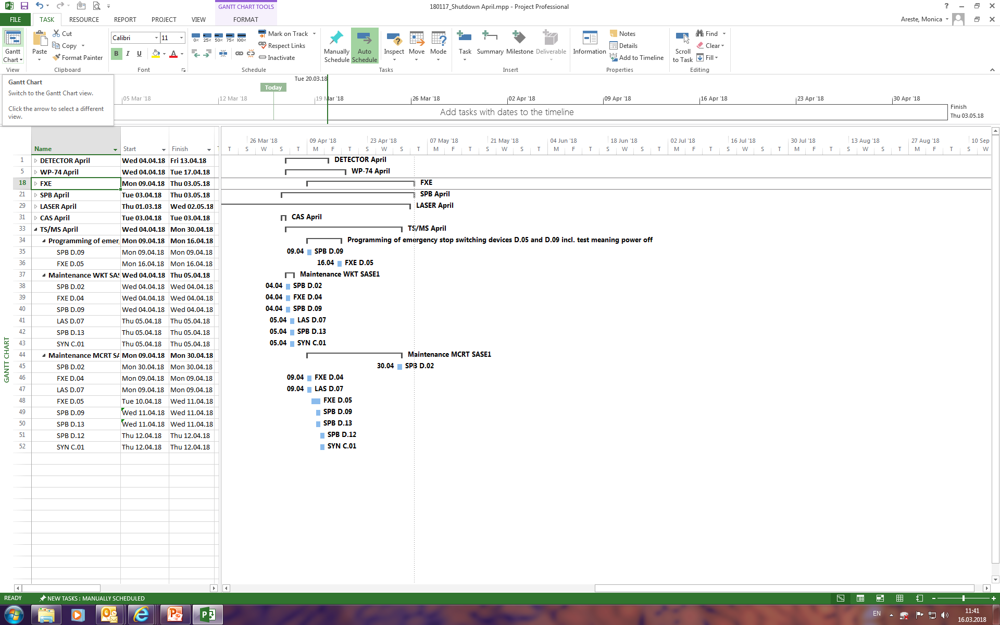 180117_Shutdown April.mpp - Project Professional
GANTT CHART TOOLS
FILE TASK RESOURCE REPORT PROJECT VIEW FORMAT
Areste, Monica
Gantt Chart
View
Paste
Cut
Copy
Format Painter
Clipboard
Calibri 11
B I U
Font
0% 25% 50% 75% 100%
Mark on Track
Respect Links
Inactivate
Schedule
Manually Schedule
Auto Schedule
Inspect
Move
Mode
Tasks
Task
Summary
Milestone
Deliverable
Insert
Information
Notes
Details
Add to Timeline
Properties
Scroll to Task
Find
Clear
Fill
Editing
Gantt Chart
Switch to the Gantt Chart view.
Click the arrow to select a different
view.
Tue 20.03.18
Today
05 Mar '18 12 Mar '18 19 Mar '18 26 Mar '18 02 Apr '18 09 Apr '18 16 Apr '18 23 Apr '18 30 Apr '18
Add tasks with dates to the timeline
Finish
Thu 03.05.18
26 Mar '18 09 Apr '18 23 Apr '18 07 May '18 21 May '18 04 Jun '18 18 Jun '18 02 Jul '18 16 Jul '18 30 Jul '18 13 Aug '18 27 Aug '18 10 Sep
Name Start Finish
T S W S T M F T S W S T M F T S W S T M F T S W S T M F T S W S T M F T S W S T M F T S W
1 DETECTOR April Wed 04.04.18 Fri 13.04.18 DETECTOR April
5 WP-74 April Wed 04.04.18 Tue 17.04.18 WP-74 April
18 FXE Mon 09.04.18 Thu 03.05.18 FXE
21 SPB April Tue 03.04.18 Thu 03.05.18 SPB April
29 LASER April Thu 01.03.18 Wed 02.05.18 LASER April
31 CAS April Tue 03.04.18 Tue 03.04.18 CAS April
33 TS/MS April Wed 04.04.18 Mon 30.04.18 TS/MS April
34 Programming of emer Mon 09.04.18 Mon 16.04.18 Programming of emergency stop switching devices D.05 and D.09 incl. test meaning power off
35 SPB D.09 Mon 09.04.18 Mon 09.04.18 09.04 SPB D.09
36 FXE D.05 Mon 16.04.18 Mon 16.04.18 16.04 FXE D.05
37 Maintenance WKT SAS Wed 04.04.18 Thu 05.04.18 Maintenance WKT SASE1
38 SPB D.02 Wed 04.04.18 Wed 04.04.18 04.04 SPB D.02
39 FXE D.04 Wed 04.04.18 Wed 04.04.18 04.04 FXE D.04
40 SPB D.09 Wed 04.04.18 Wed 04.04.18 04.04 SPB D.09
41 LAS D.07 Thu 05.04.18 Thu 05.04.18 05.04 LAS D.07
42 SPB D.13 Thu 05.04.18 Thu 05.04.18 05.04 SPB D.13
43 SYN C.01 Thu 05.04.18 Thu 05.04.18 05.04 SYN C.01
44 Maintenance MCRT SA Mon 09.04.18 Mon 30.04.18 Maintenance MCRT SASE1
45 SPB D.02 Mon 30.04.18 Mon 30.04.18 30.04 SPB D.02
46 FXE D.04 Mon 09.04.18 Mon 09.04.18 09.04 FXE D.04
47 LAS D.07 Mon 09.04.18 Mon 09.04.18 09.04 LAS D.07
48 FXE D.05 Tue 10.04.18 Wed 11.04.18 FXE D.05
49 SPB D.09 Wed 11.04.18 Wed 11.04.18 SPB D.09
50 SPB D.13 Wed 11.04.18 Wed 11.04.18 SPB D.13
51 SPB D.12 Thu 12.04.18 Thu 12.04.18 SPB D.12
52 SYN C.01 Thu 12.04.18 Thu 12.04.18 SYN C.01
GANTT CHART
READY NEW TASKS : MANUALLY SCHEDULED
EN
11:41
16.03.2018